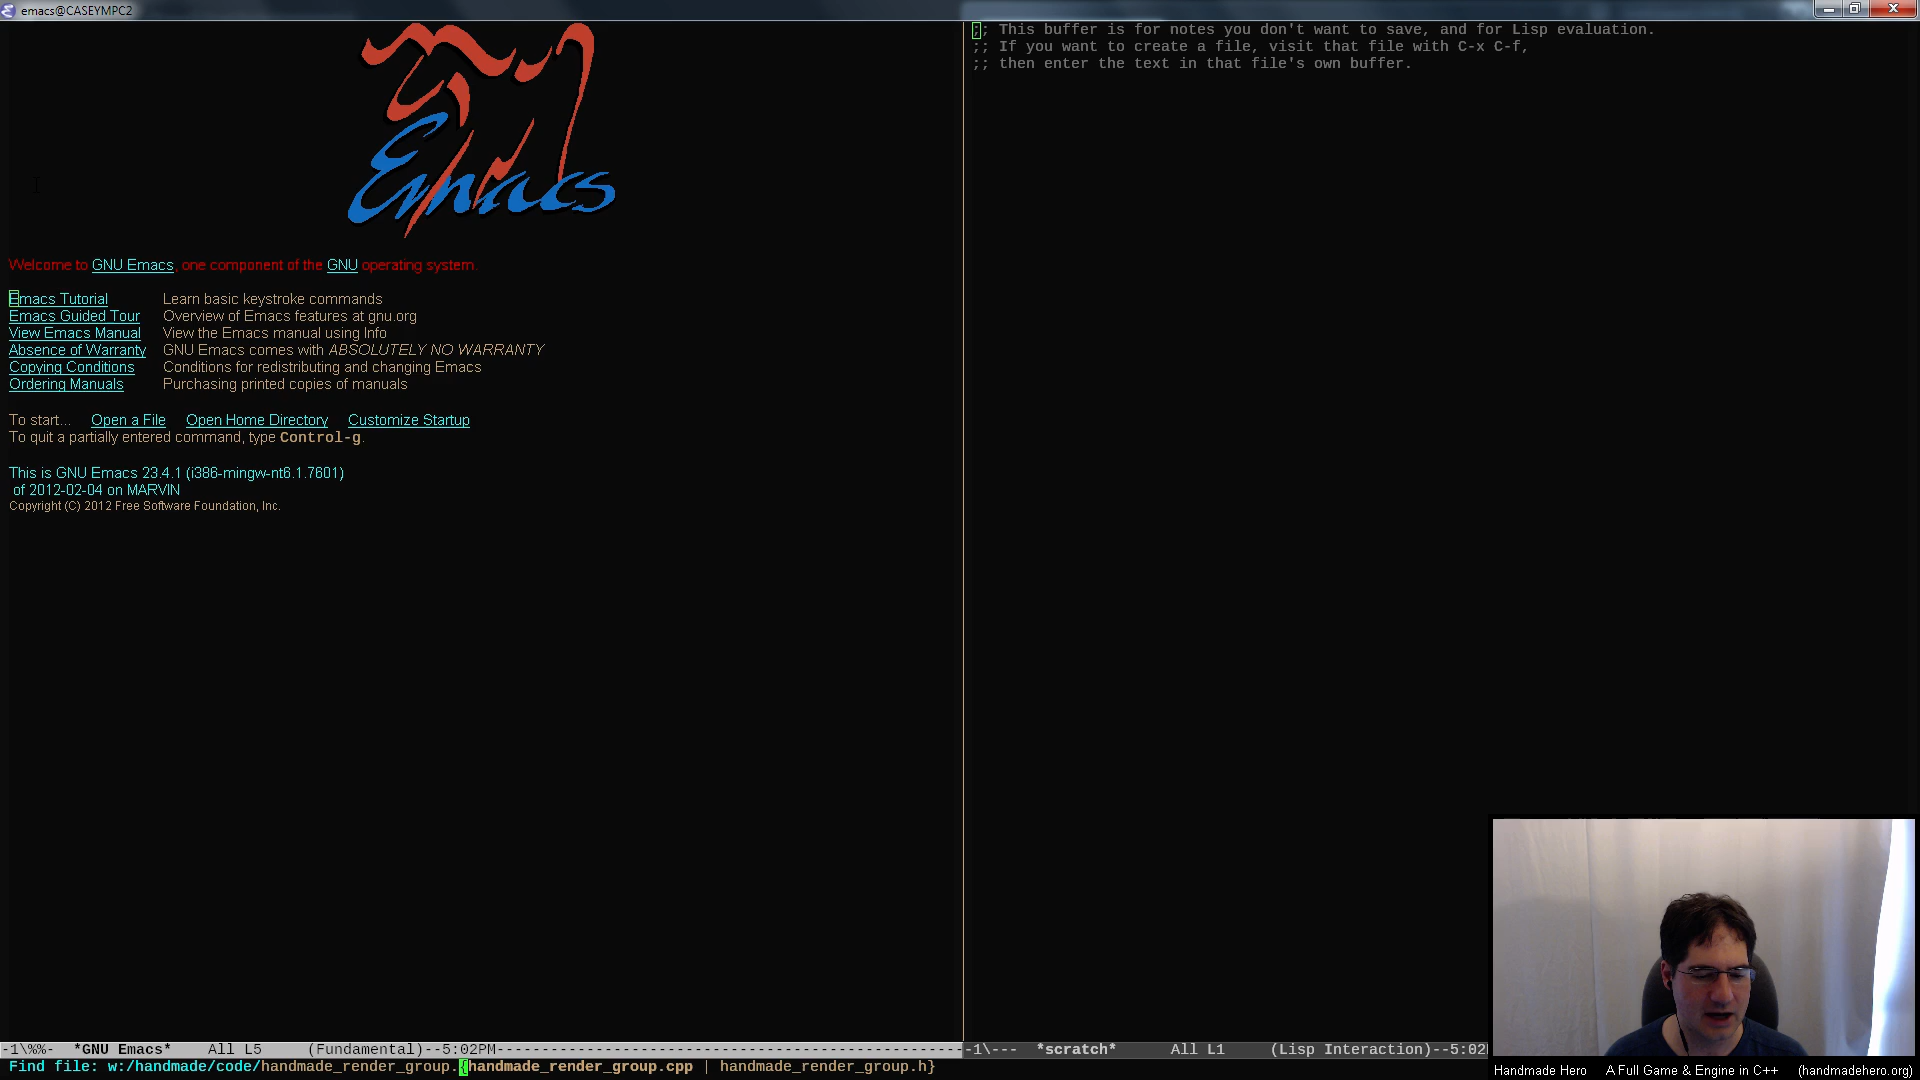 emacs@CASEYMPC2
Emacs
Welcome to GNU Emacs, one component of the GNU operating system.
Emacs Tutorial Learn basic keystroke commands
Emacs Guided Tour Overview of Emacs features at gnu.org
View Emacs Manual View the Emacs manual using Info
Absence of Warranty GNU Emacs comes with ABSOLUTELY NO WARRANTY
Copying Conditions Conditions for redistributing and changing Emacs
Ordering Manuals Purchasing printed copies of manuals
To start... Open a File Open Home Directory Customize Startup
To quit a partially entered command, type Control-g.
This is GNU Emacs 23.4.1 (i386-mingw-nt6.1.7601)
of 2012-02-04 on MARVIN
Copyright (C) 2012 Free Software Foundation, Inc.
;; This buffer is for notes you don't want to save, and for Lisp evaluation.
;; If you want to create a file, visit that file with C-x C-f,
;; then enter the text in that file's own buffer.
-1\%%- *GNU Emacs* All L5 (Fundamental)--5:02PM
-1\--- *scratch* All L1 (Lisp Interaction)--5:02
Find file: w:/handmade/code/handmade_render_group.{handmade_render_group.cpp | handmade_render_group.h}
Handmade Hero A Full Game & Engine in C++ (handmadehero.org)